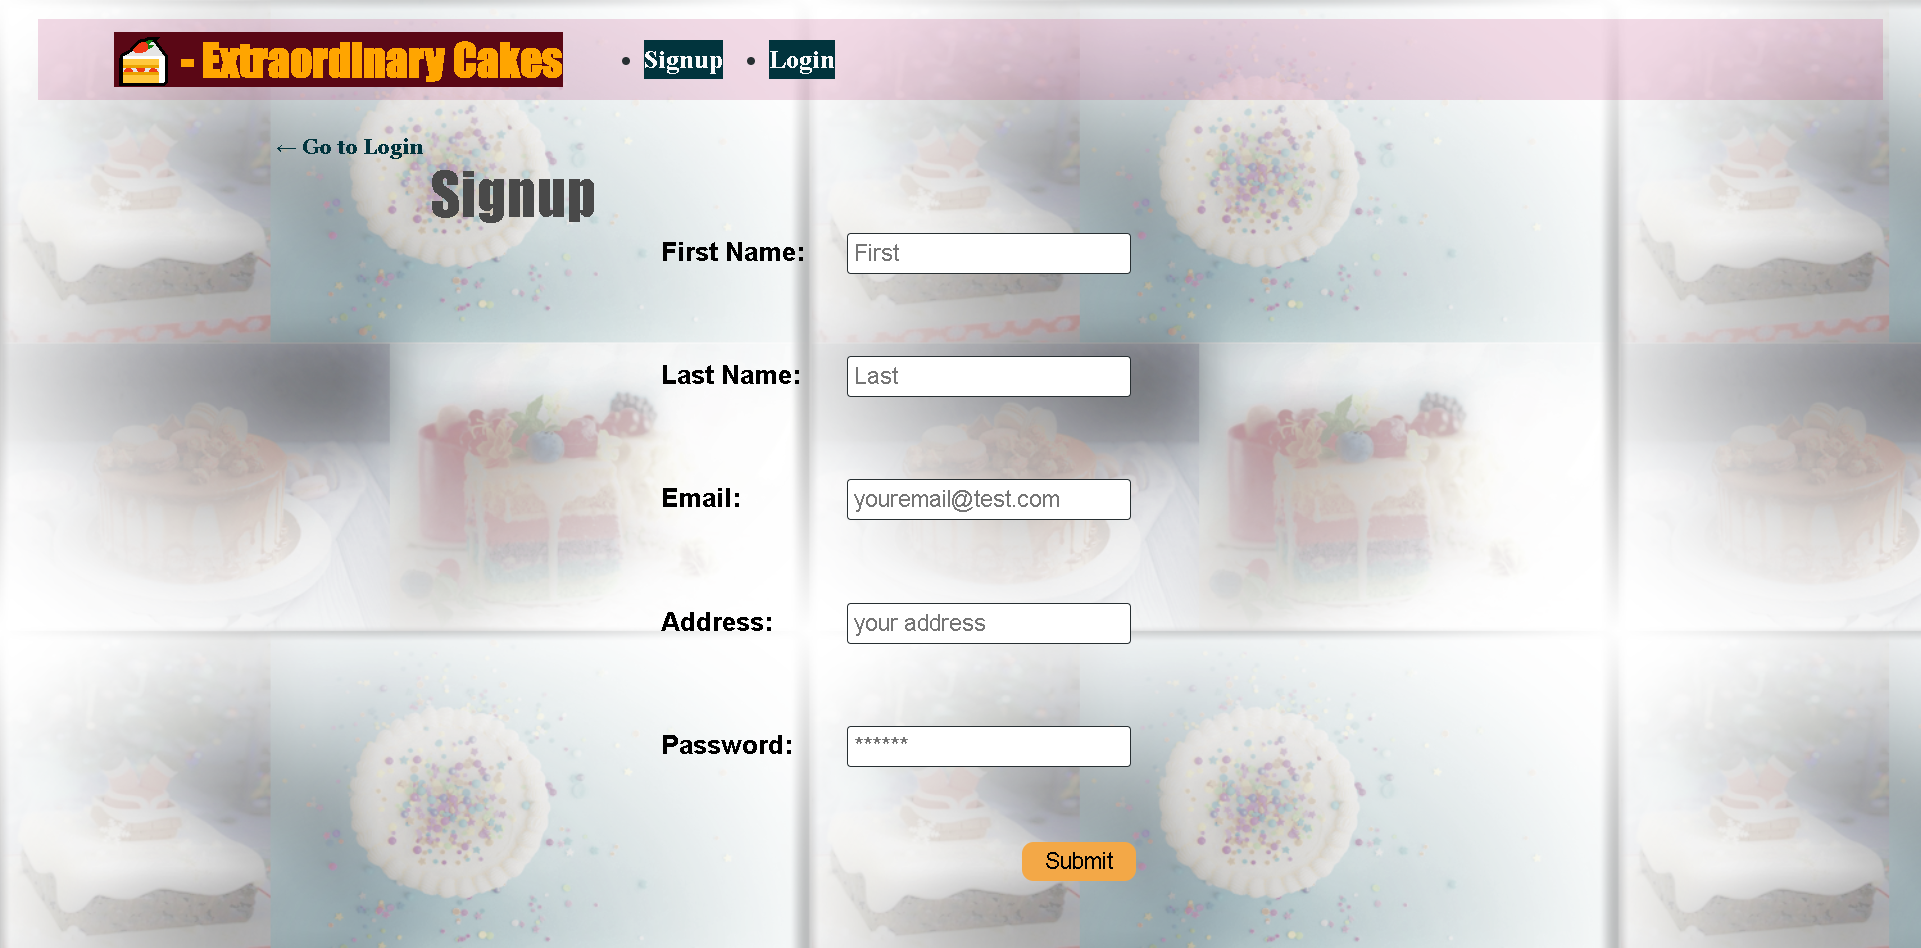 - Extraordinary Cakes
Signup
Login
← Go to Login
Signup
First Name: First
Last Name: Last
Email: youremail@test.com
Address: your address
Password: ******
Submit